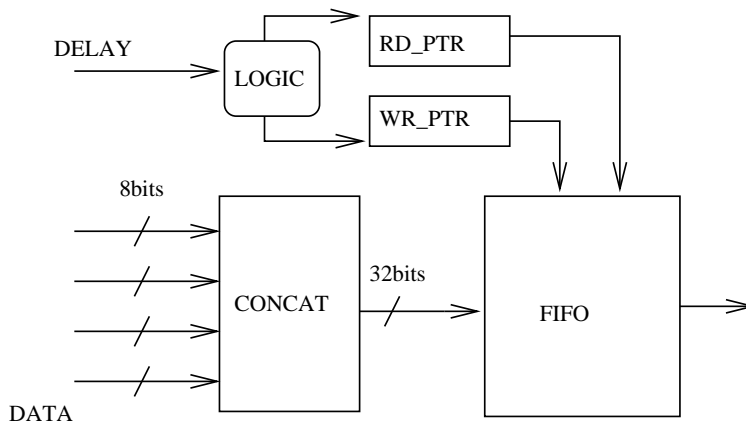 DELAY
LOGIC
RD_PTR
WR_PTR
8bits
CONCAT
32bits
FIFO
DATA